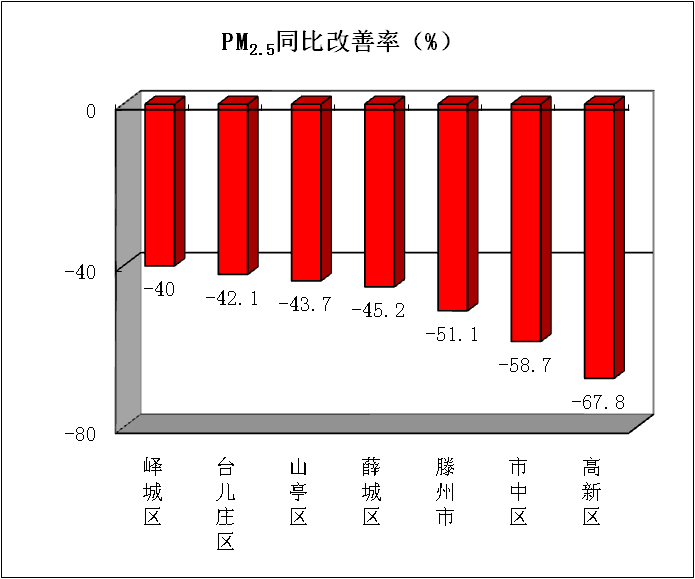 PM2.5同比改善率（%）
0
-40
-80
-40
-42.1
-43.7
-45.2
-51.1
-58.7
-67.8
峄城区
台儿庄区
山亭区
薛城区
滕州市
市中区
高新区